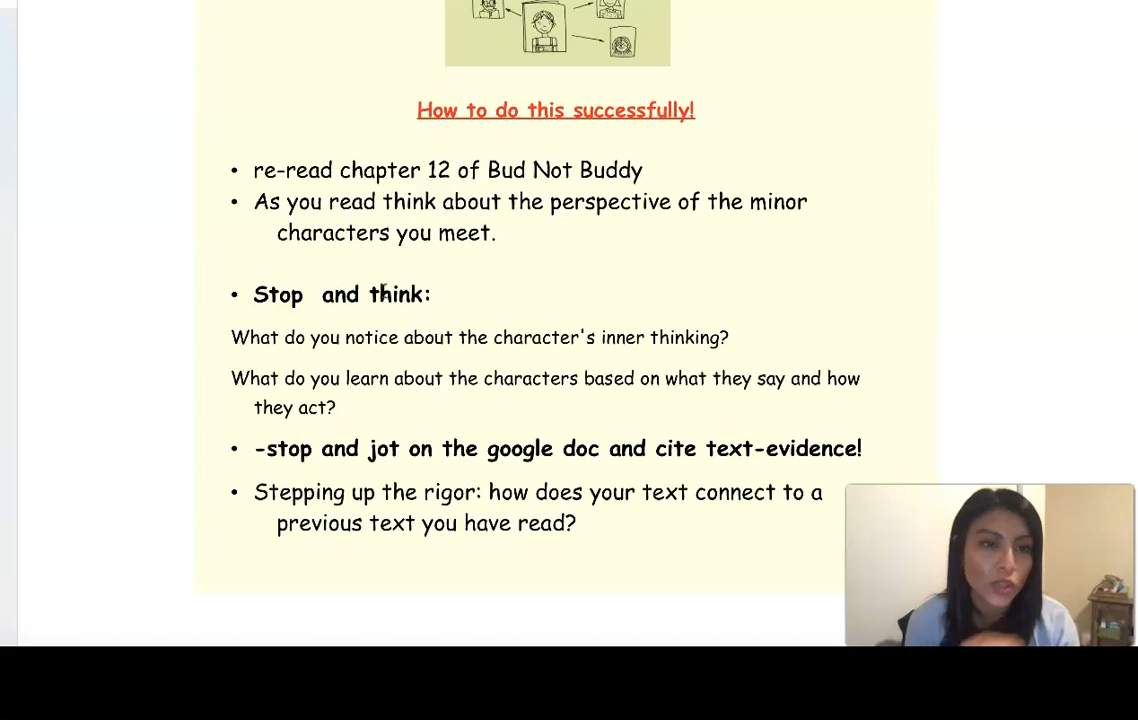 How to do this successfully!
• re-read chapter 12 of Bud Not Buddy
• As you read think about the perspective of the minor
characters you meet.
• Stop and think:
What do you notice about the character's inner thinking?
What do you learn about the characters based on what they say and how
they act?
• -stop and jot on the google doc and cite text-evidence!
• Stepping up the rigor: how does your text connect to a
previous text you have read?